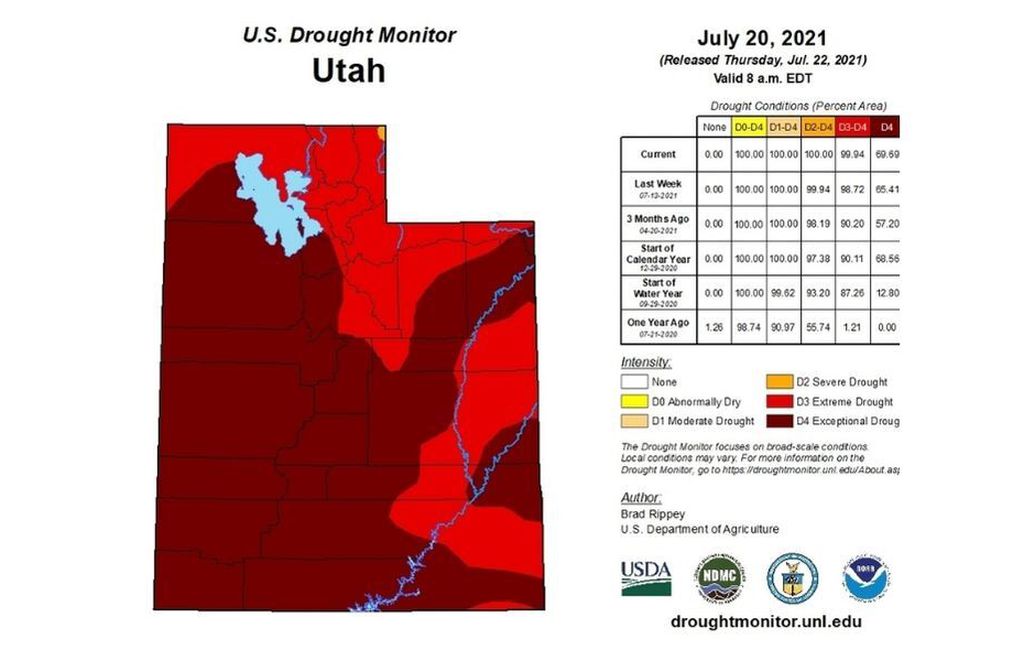 U.S. Drought Monitor
Utah
July 20, 2021
(Released Thursday, Jul. 22, 2021)
Valid 8 a.m. EDT
Drought Conditions (Percent Area)
None D0-D4 D1-D4 D2-D4 D3-D4 D4
Current 0.00 100.00 100.00 100.00 99.94 69.69
Last Week 0.00 100.00 100.00 99.94 98.72 65.41
07-13-2021
3 Months Ago 0.00 100.00 100.00 98.19 90.20 57.20
04-20-2021
Start of
Calendar Year 0.00 100.00 100.00 97.38 90.11 68.56
12-29-2020
Start of
Water Year 0.00 100.00 99.62 93.20 87.26 12.80
09-29-2020
One Year Ago 1.26 98.74 90.97 55.74 1.21 0.00
07-21-2020
Intensity:
None
D0 Abnormally Dry
D1 Moderate Drought
D2 Severe Drought
D3 Extreme Drought
D4 Exceptional Droug
The Drought Monitor focuses on broad-scale conditions.
Local conditions may vary. For more information on the
Drought Monitor, go to https://droughtmonitor.unl.edu/About.asp
Author:
Brad Rippey
U.S. Department of Agriculture
USDA
NDMC
NOAA
droughtmonitor.unl.edu